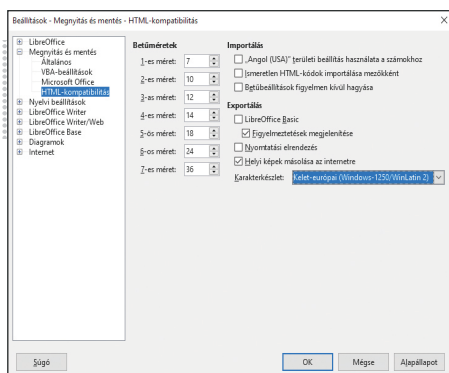 Beállítások - Megnyitás és mentés - HTML-kompatibilitás
LibreOffice
Megnyitás és mentés
Általános
VBA-beállítások
Microsoft Office
HTML-kompatibilitás
Nyelvi beállítások
LibreOffice Writer
LibreOffice Writer/Web
LibreOffice Base
Diagramok
Internet
Betűméretek
1-es méret: 7
2-es méret: 10
3-as méret: 12
4-es méret: 14
5-ös méret: 18
6-os méret: 24
7-es méret: 36
Importálás
„Angol (USA)” területi beállítás használata a számokhoz
Ismeretlen HTML-kódok importálása mezőkként
Betűbeállítások figyelmen kívül hagyása
Exportálás
LibreOffice Basic
Figyelmeztetések megjelenítése
Nyomtatási elrendezés
Helyi képek másolása az internetre
Karakterkészlet: Kelet-európai (Windows-1250/WinLatin 2)
Súgó
OK
Mégse
Alapállapot